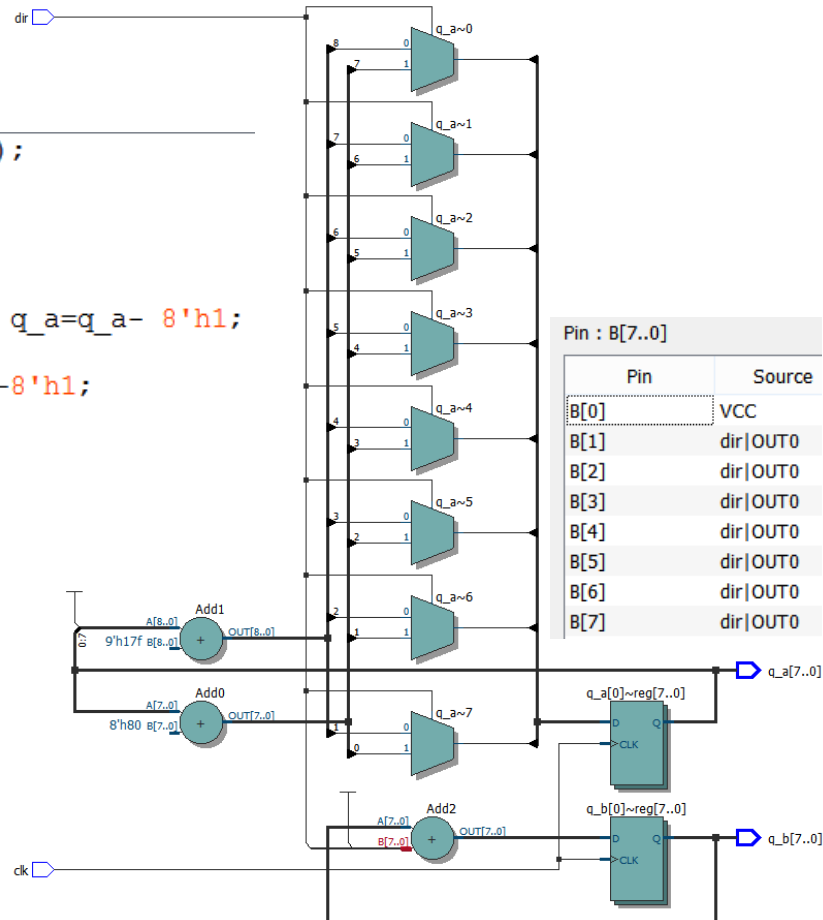 dir
q_a~0
8
0
7
1
);
q_a~1
7
0
6
1
q_a~2
6
0
5
1
q_a=q_a- 8'h1;
q_a~3
5
0
4
1
-8'h1;
q_a~4
4
0
3
1
q_a~5
3
0
2
1
q_a~6
2
0
1
1
q_a~7
1
0
0
1
Pin : B[7..0]
Pin Source
B[0] VCC
B[1] dir|OUT0
B[2] dir|OUT0
B[3] dir|OUT0
B[4] dir|OUT0
B[5] dir|OUT0
B[6] dir|OUT0
B[7] dir|OUT0
Add1
A[8..0]
9'h17f B[8..0]
+
OUT[8..0]
0:7
Add0
A[7..0]
8'h80 B[7..0]
+
OUT[7..0]
q_a[7..0]
q_a[0]~reg[7..0]
D
Q
CLK
Add2
A[7..0]
B[7..0]
+
OUT[7..0]
q_b[0]~reg[7..0]
D
Q
CLK
q_b[7..0]
clk